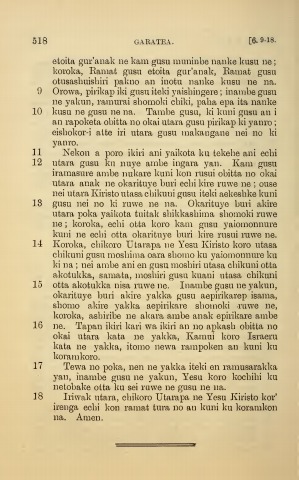 518 GARATEA. [6. 9-18.
etoita gur'anak ne kam gusu muninbe nanke kusu ne ;
koroka, Ramat gusu etoita gur'anak, Ramat gusu
otusashuishiri pakno an inotu nanke kusu ne na.
9 Orowa, pirikap iki gusu iteki yaishingere ; inambe gusu
ne yakun, ramurai shomoki chiki, paha epa ita nanke
10 kusu ne gusu ne na. Tambe gusu, ki kuni gusu an i
an rapoketa obitta no okai utara gusu pirikap ki yanro ;
eishokor-i atte iri utara gusu makangane nei no ki
yanro.
11 Nekon a poro ikiri ani yaikota ku tekehe ani echi
12 utara gusu ku nuye ambe ingara yan. Kam gusu
iramasure ambe nukare kuni kon rusui obitta no okai
utara anak ne okarituye buri echi kire ruwe ne ; ouse
nei utara Kiristo utasa chikuni gusu iteki aekeshke kuni
13 gusu nei no ki ruwe ne na. Okarituye buri akire
utara poka yaikota tuitak shikkashima shomoki ruwe
ne ; koroka, echi otta koro kam gusu yaiomonnure
kuni ne echi otta okarituye buri kire rusui ruwe ne.
14 Koroka, chikoro Utarapa ne Yesu Kiristo koro utasa
chikuni gusu moshima oara shomo ku yaiomonnure ku
ki na ; nei ambe ani en gusu moshiri utasa chikuni otta
akotukka, samata, moshiri gusu kuani utasa chikuni
15 otta akotukka nisa ruwe ne. Inambe gusu ne yakun,
okarituye buri akire yakka gusu aepirikarep isama,
shomo akire yakka aepirikare shomoki ruwe ne,
koroka, ashiribe ne akara ambe anak epirikare ambe
16 ne. Tapan ikiri kari wa ikiri an no apkash obitta no
okai utara kata ne yakka, Kamui koro Israeru
kata ne yakka, itomo newa rampoken an kuni ku
koramkoro.
17 Tewa no poka, nen ne yakka iteki en ramusarakka
yan, inambe gusu ne yakun, Yesu koro kochihi ku
netobake otta ku sei ruwe ne gusu ne na.
18 Iriwak utara, chikoro Utarapa ne Yesu Kiristo kor'
irenga echi kon ramat tura no an kuni ku koramkon
na. Amen.